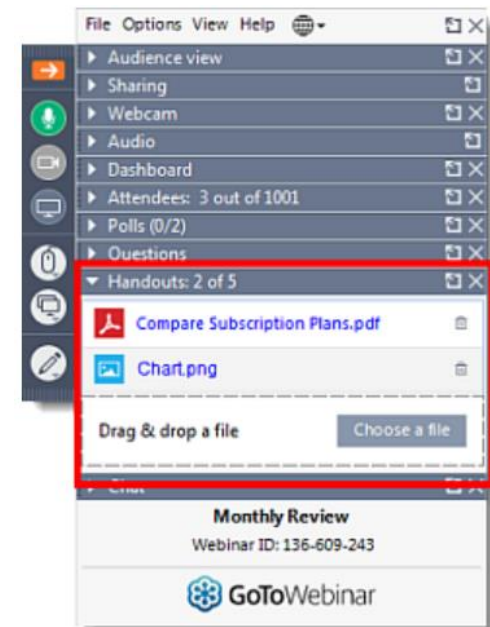 File Options View Help
Audience view
Sharing
Webcam
Audio
Dashboard
Attendees: 3 out of 1001
Polls (0/2)
Questions
Handouts: 2 of 5
Compare Subscription Plans.pdf
Chart.png
Drag & drop a file
Choose a file
Chat
Monthly Review
Webinar ID: 136-609-243
GoToWebinar